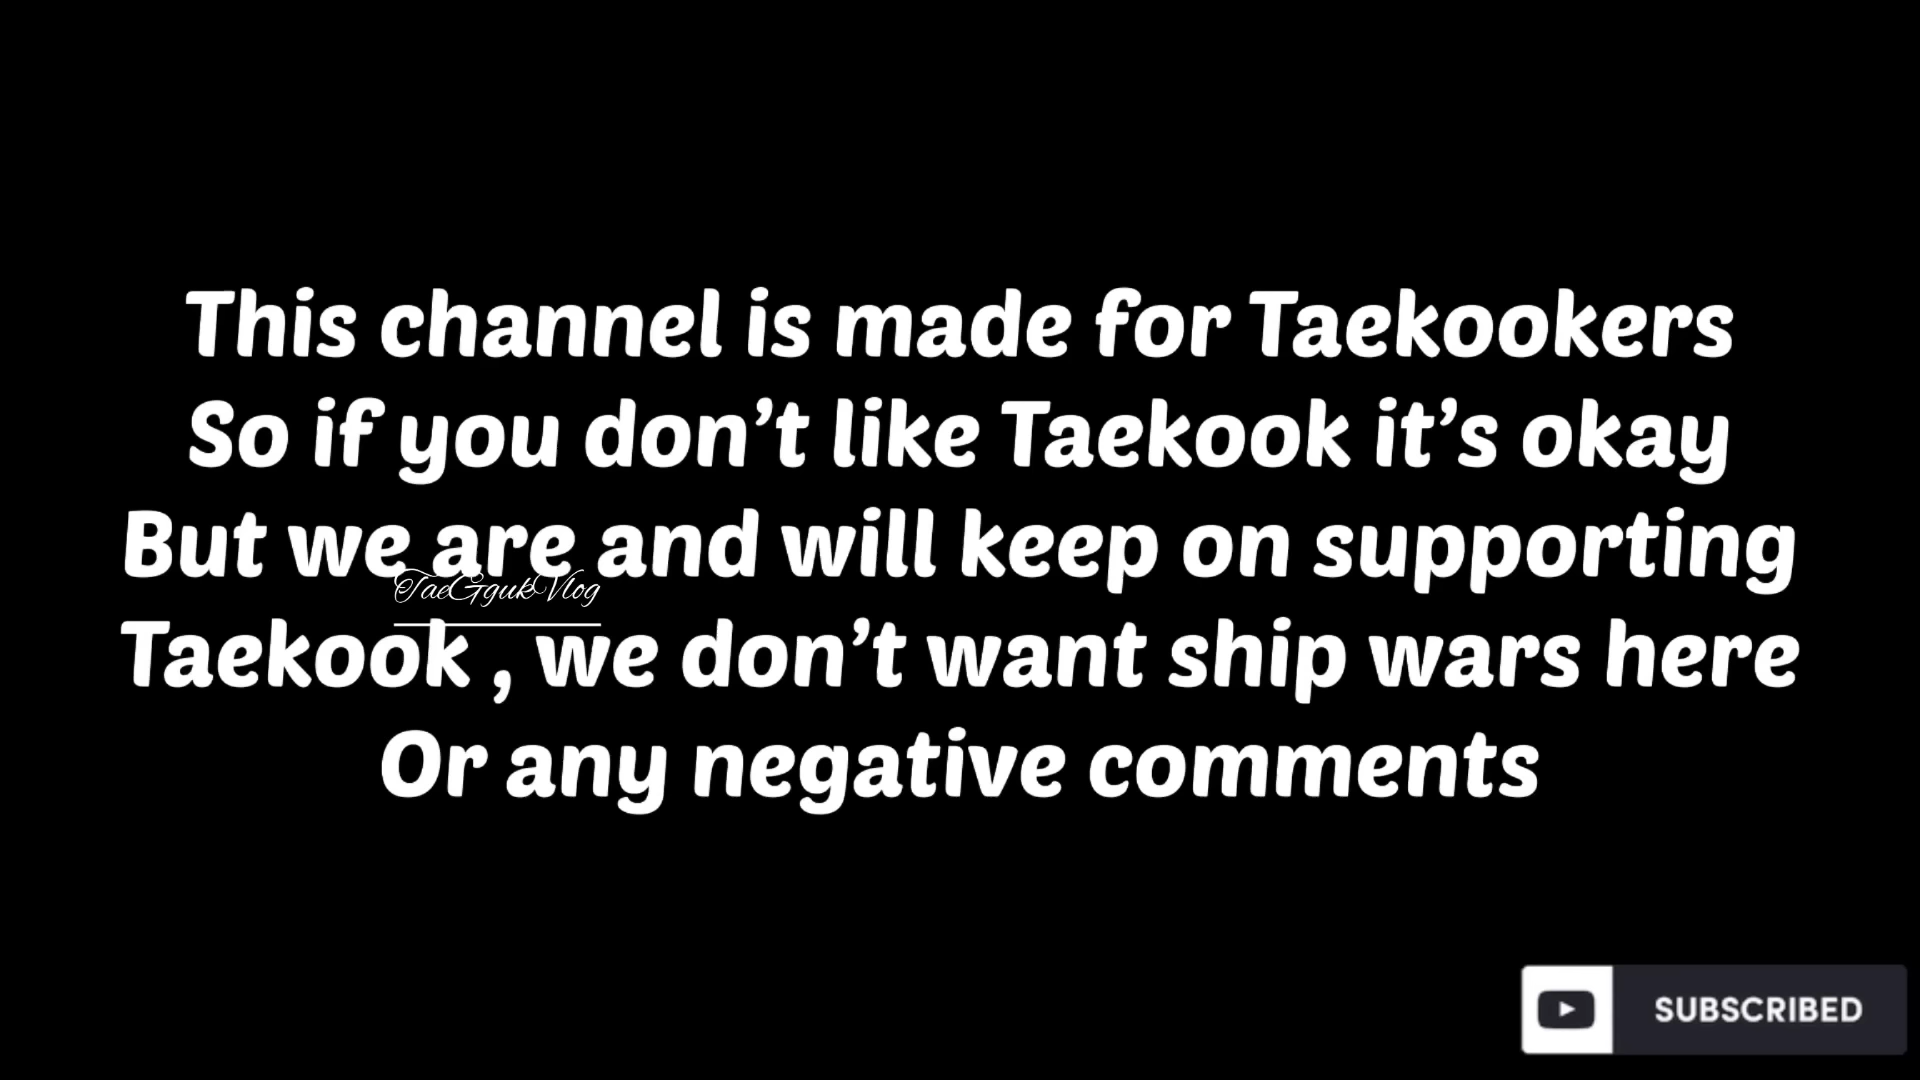 This channel is made for Taekookers
So if you don’t like Taekook it’s okay
But we are and will keep on supporting
TaeGgukVlog
Taekook , we don’t want ship wars here
Or any negative comments
SUBSCRIBED